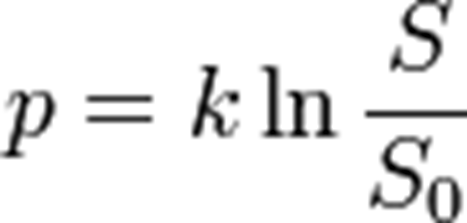 p = k ln S/S₀